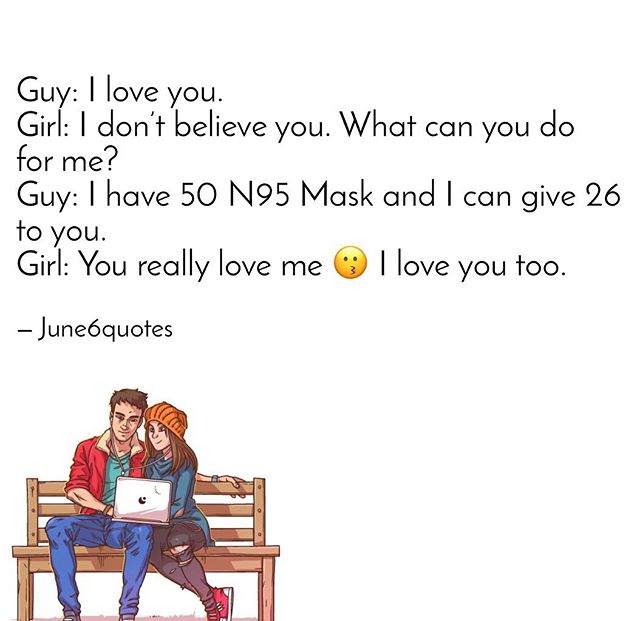 Guy: I love you.
Girl: I don't believe you. What can you do
for me?
Guy: I have 50 N95 Mask and I can give 26
to you.
Girl: You really love me 😗 I love you too.
– June6quotes